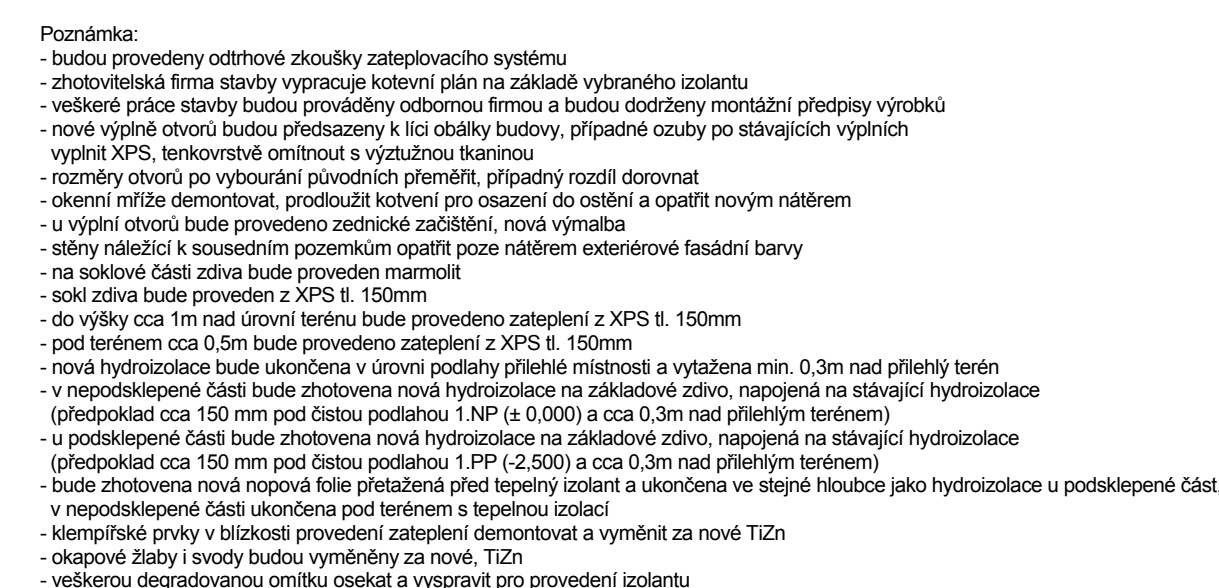 Poznámka:
- budou provedeny odtrhové zkoušky zateplovacího systému
- zhotovitelská firma stavby vypracuje kotevní plán na základě vybraného izolantu
- veškeré práce stavby budou prováděny odbornou firmou a budou dodrženy montážní předpisy výrobků
- nové výplně otvorů budou předsazeny k líci obálky budovy, případné ozuby po stávajících výplních
vyplnit XPS, tenkovrstvě omítnout s výztužnou tkaninou
- rozměry otvorů po vybourání původních přeměřit, případný rozdíl dorovnat
- okenní mříže demontovat, prodloužit kotvení pro osazení do ostění a opatřit novým nátěrem
- u výplní otvorů bude provedeno zednické začištění, nová výmalba
- stěny náležící k sousedním pozemkům opatřit poze nátěrem exteriérové fasádní barvy
- na soklové části zdiva bude proveden marmolit
- sokl zdiva bude proveden z XPS tl. 150mm
- do výšky cca 1m nad úrovní terénu bude provedeno zateplení z XPS tl. 150mm
- pod terénem cca 0,5m bude provedeno zateplení z XPS tl. 150mm
- nová hydroizolace bude ukončena v úrovni podlahy přilehlé místnosti a vytažena min. 0,3m nad přilehlý terén
- v nepodsklepené části bude zhotovena nová hydroizolace na základové zdivo, napojená na stávající hydroizolace
(předpoklad cca 150 mm pod čistou podlahou 1.NP (± 0,000) a cca 0,3m nad přilehlým terénem)
- u podsklepené části bude zhotovena nová hydroizolace na základové zdivo, napojená na stávající hydroizolace
(předpoklad cca 150 mm pod čistou podlahou 1.PP (-2,500) a cca 0,3m nad přilehlým terénem)
- bude zhotovena nová nopová folie přetažená před tepelný izolant a ukončena ve stejné hloubce jako hydroizolace u podsklepené část,
v nepodsklepené části ukončena pod terénem s tepelnou izolací
- klempířské prvky v blízkosti provedení zateplení demontovat a vyměnit za nové TiZn
- okapové žlaby i svody budou vyměněny za nové, TiZn
- veškerou degradovanou omítku osekat a vyspravit pro provedení izolantu